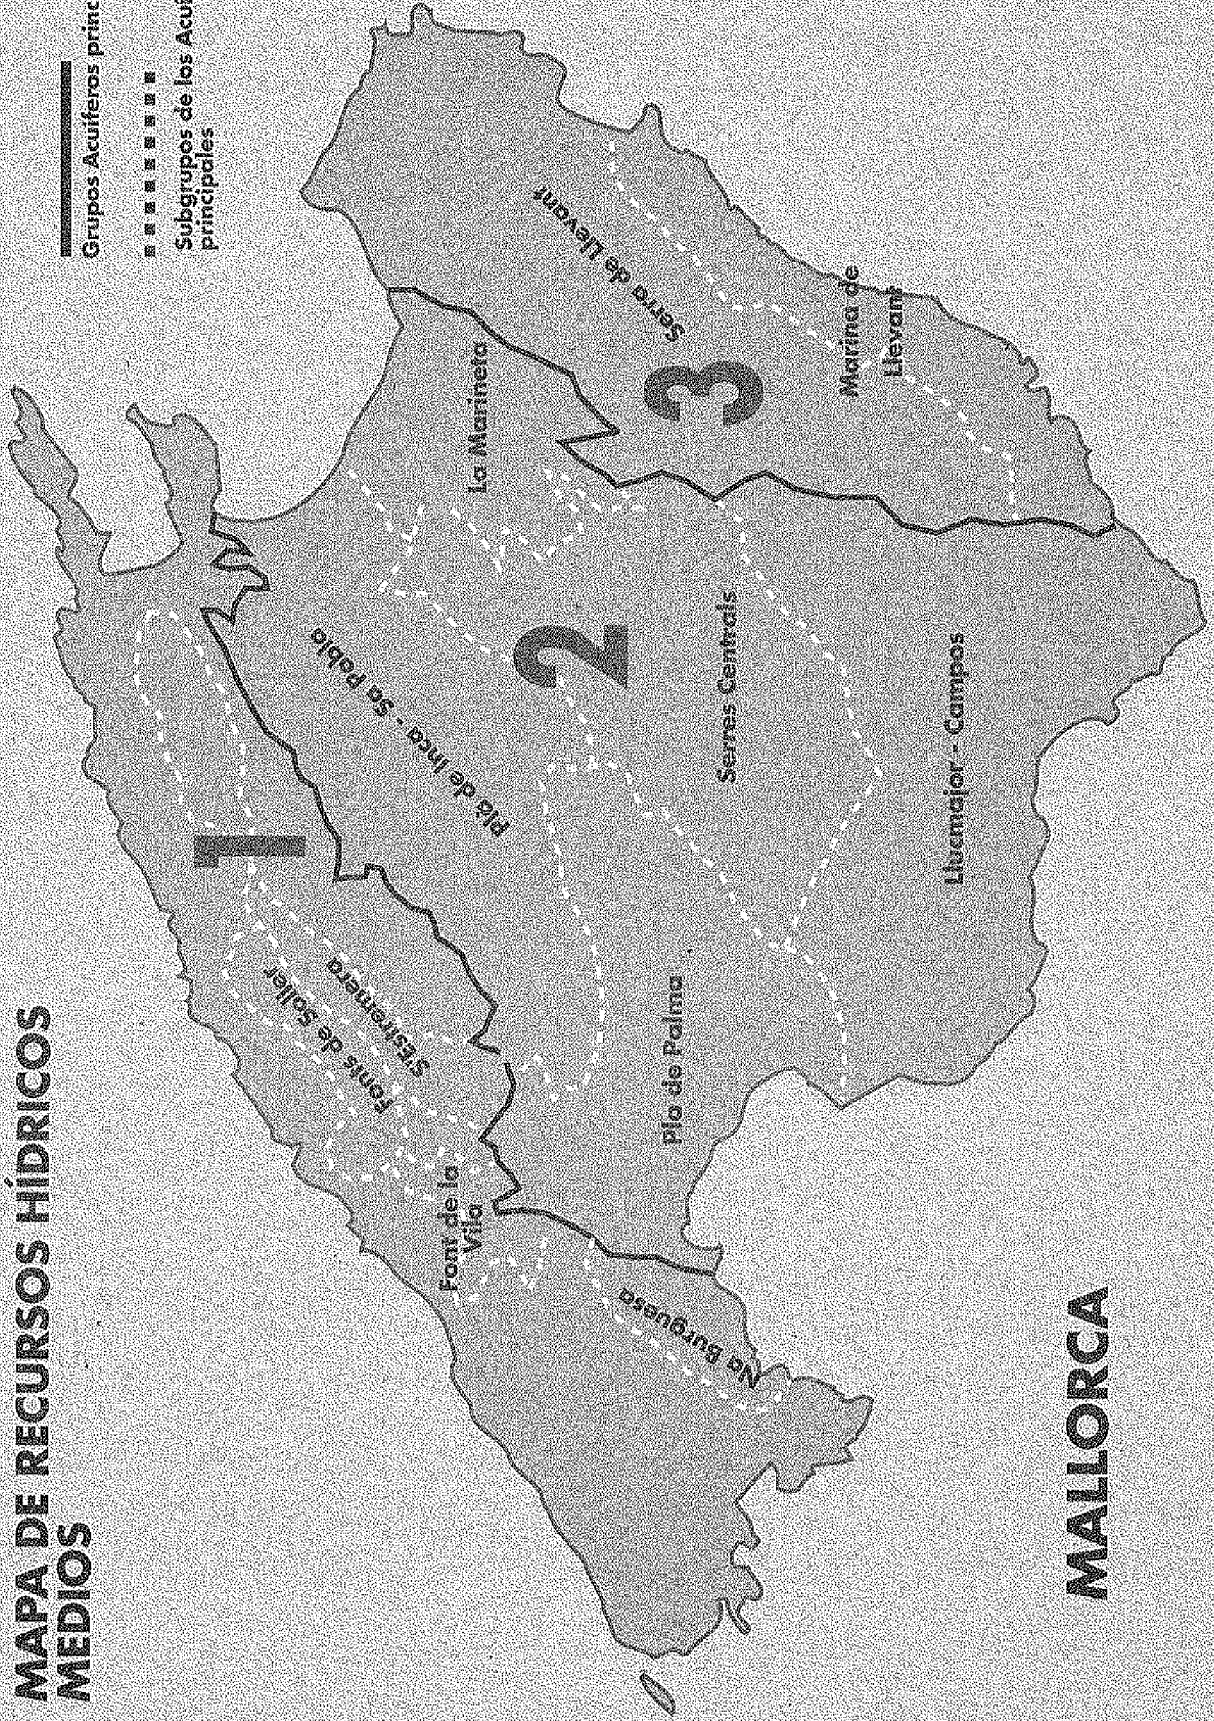 MAPA DE RECURSOS HÍDRICOS
MEDIOS
Grupos Acuíferos princ
Subgrupos de los Acuí
principales
1
Fonts de Soller
S'Estremera
Font de la
Vila
Na Burguesa
2
Plà de Inca - Sa Pobla
La Marineta
Serres Centrals
Pla de Palma
Llucmajor - Campos
3
Serra de Llevant
Marina de
Llevant
MALLORCA